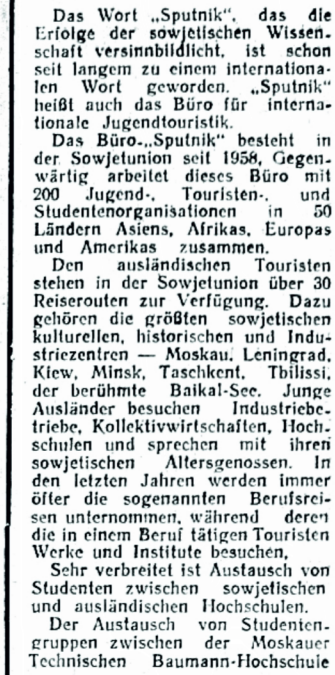 Das Wort „Sputnik", das die
Erfolge der sowjetischen Wissen-
schaft versinnbildlicht, ist schon
seit langem zu einem internationa-
len Wort geworden. „Sputnik"
heißt auch das Büro für interna-
tionale Jugendtouristik.
Das Büro-„Sputnik" besteht in
der Sowjetunion seit 1958, Gegen-
wärtig arbeitet dieses Büro mit
200 Jugend-, Touristen-, und
Studentenorganisationen in 50
Ländern Asiens, Afrikas, Europas
und Amerikas zusammen.
Den ausländischen Touristen
stehen in der Sowjetunion über 30
Reiserouten zur Verfügung. Dazu
gehören die größten sowjetischen
kulturellen, historischen und Indu-
striezentren — Moskau, Leningrad,
Kiew, Minsk, Taschkent, Tbilissi,
der berühmte Baikal-See. Junge
Ausländer besuchen Industriebe-
triebe, Kollektivwirtschaften, Hoch-
schulen und sprechen mit ihren
sowjetischen Altersgenossen. In
den letzten Jahren werden immer
öfter die sogenannten Berufsrei-
sen unternommen, während deren
die in einem Beruf tätigen Touristen
Werke und Institute besuchen,
Sehr verbreitet ist Austausch von
Studenten zwischen sowjetischen
und ausländischen Hochschulen.
Der Austausch von Studenten-
gruppen zwischen der Moskauer
Technischen Baumann-Hochschule